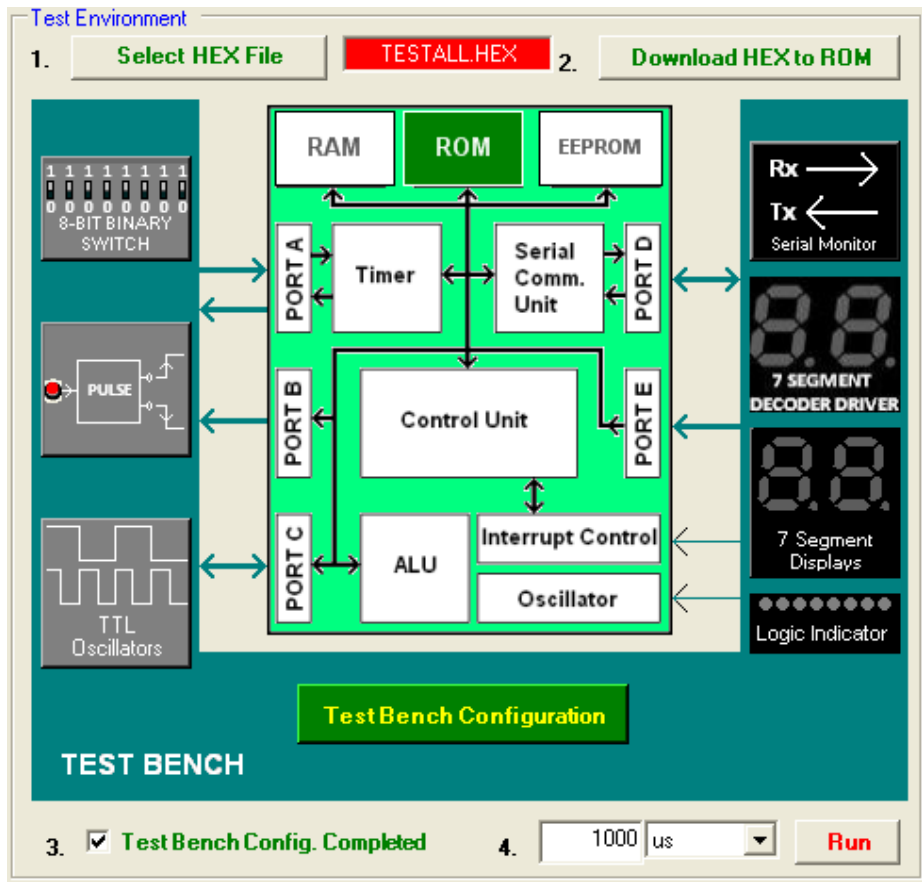 Test Environment
1. Select HEX File TESTALL.HEX 2. Download HEX to ROM
RAM ROM EEPROM
1 1 1 1 1 1 1 1
0 0 0 0 0 0 0 0
8-BIT BINARY
SWITCH
PULSE
TTL
Oscillators
PORT A
Timer
Serial
Comm.
Unit
PORT D
PORT B
Control Unit
PORT E
PORT C
ALU
Interrupt Control
Oscillator
Rx
Tx
Serial Monitor
8.8.
7 SEGMENT
DECODER DRIVER
8.8.
7 Segment
Displays
Logic Indicator
Test Bench Configuration
TEST BENCH
3. Test Bench Config. Completed 4. 1000 us Run